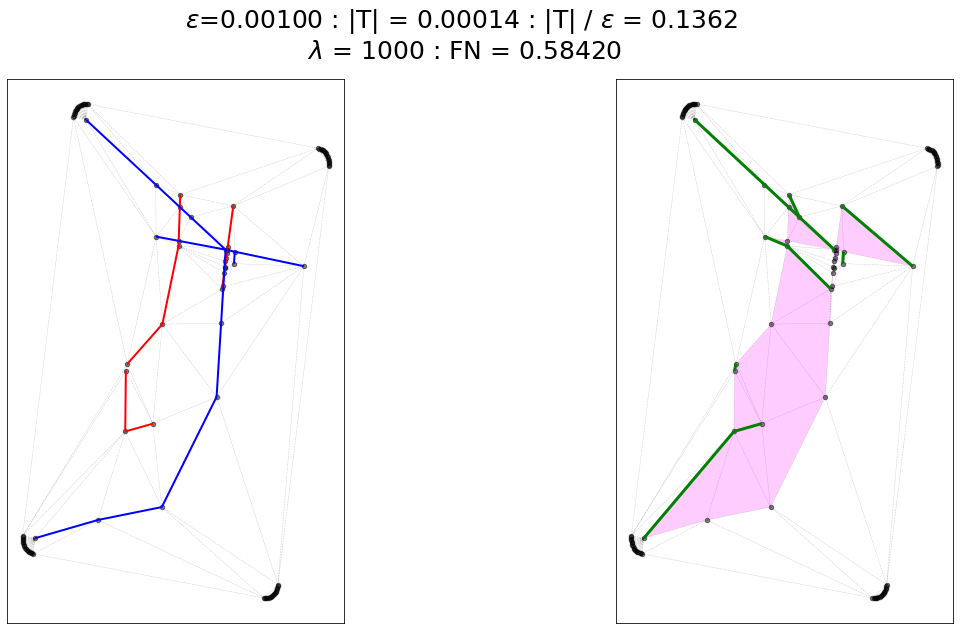 ε=0.00100 : |T| = 0.00014 : |T| / ε = 0.1362
λ = 1000 : FN = 0.58420